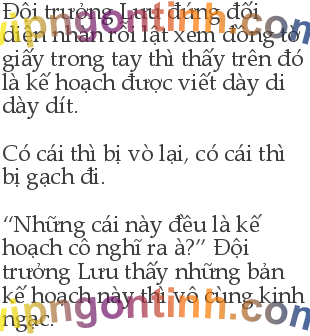 Đội trưởng Lưu đứng đối
diện nhân rồi lật xem đống tờ
giấy trong tay thì thấy trên đó
là kế hoạch được viết dày di
dày dít.
Có cái thì bị vò lại, có cái thì
bị gạch đi.
“Những cái này đều là kế
hoạch cô nghĩ ra à?” Đội
trưởng Lưu thấy những bản
kế hoạch này thì vô cùng kinh
ngạc.